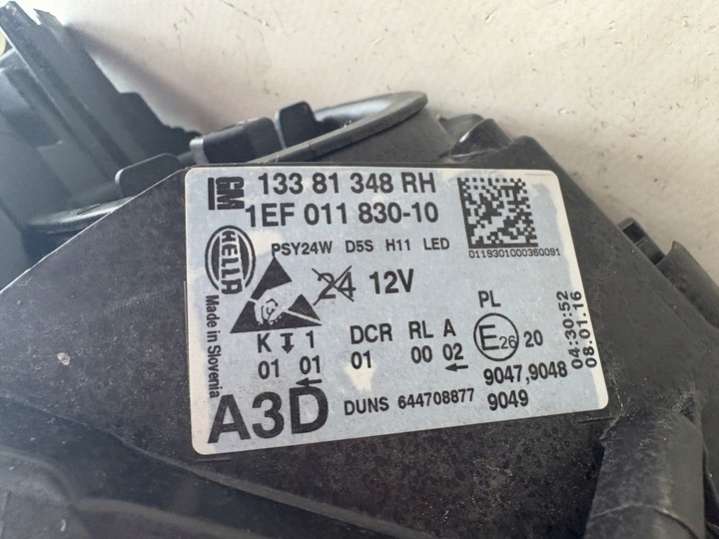 GM 133 81 348 RH
1EF 011 830-10
0119301000360091
HELLA
PSY24W D5S H11 LED
24 12V
Made in Slovenia
PL
K 1 DCR RL A
01 01 01 00 02
E26 20
04:30:52
08.01.16
9047,9048
9049
A3D DUNS 644708877